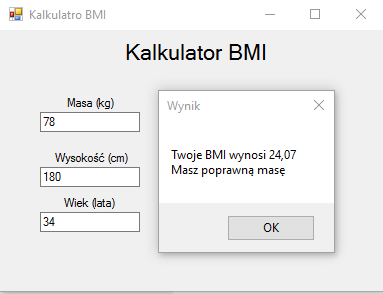 Kalkulatro BMI
Kalkulator BMI
Masa (kg)
78
Wysokość (cm)
180
Wiek (lata)
34
Wynik
Twoje BMI wynosi 24,07
Masz poprawną masę
OK